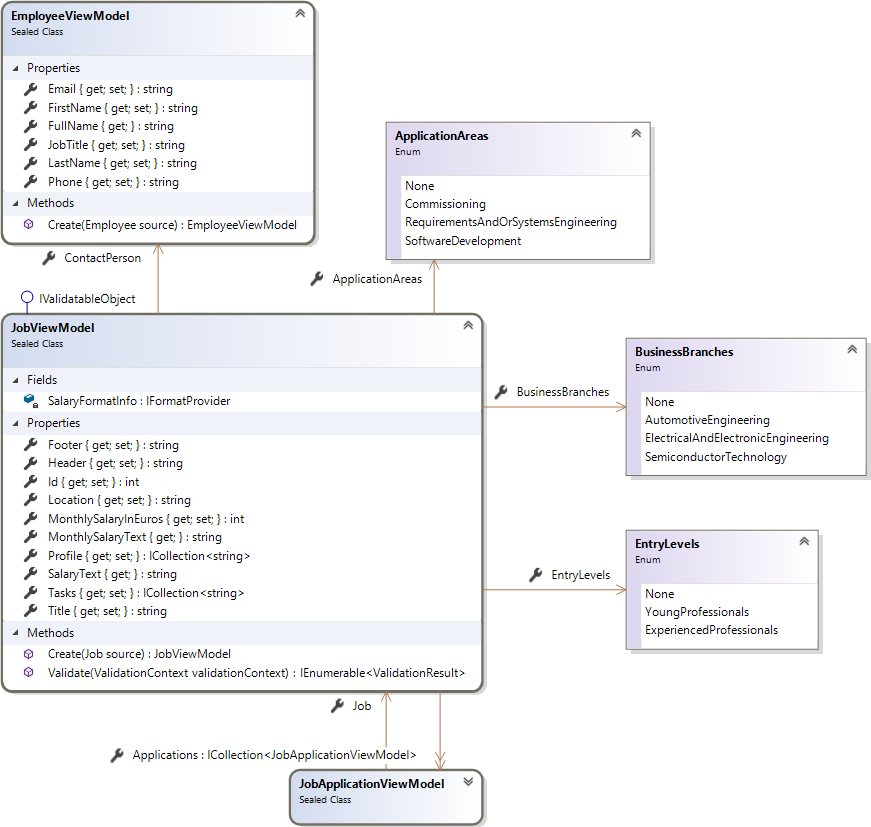 EmployeeViewModel
Sealed Class
Properties
Email { get; set; } : string
FirstName { get; set; } : string
FullName { get; } : string
JobTitle { get; set; } : string
LastName { get; set; } : string
Phone { get; set; } : string
Methods
Create(Employee source) : EmployeeViewModel
ContactPerson
ApplicationAreas
Enum
None
Commissioning
RequirementsAndOrSystemsEngineering
SoftwareDevelopment
ApplicationAreas
IValidatableObject
JobViewModel
Sealed Class
Fields
SalaryFormatInfo : IFormatProvider
Properties
Footer { get; set; } : string
Header { get; set; } : string
Id { get; set; } : int
Location { get; set; } : string
MonthlySalaryInEuros { get; set; } : int
MonthlySalaryText { get; } : string
Profile { get; set; } : ICollection<string>
SalaryText { get; } : string
Tasks { get; set; } : ICollection<string>
Title { get; set; } : string
Methods
Create(Job source) : JobViewModel
Validate(ValidationContext validationContext) : IEnumerable<ValidationResult>
BusinessBranches
BusinessBranches
Enum
None
AutomotiveEngineering
ElectricalAndElectronicEngineering
SemiconductorTechnology
EntryLevels
EntryLevels
Enum
None
YoungProfessionals
ExperiencedProfessionals
Job
Applications : ICollection<JobApplicationViewModel>
JobApplicationViewModel
Sealed Class